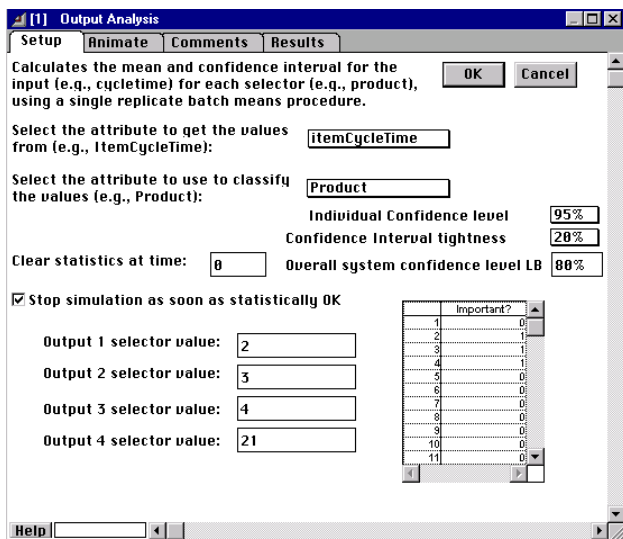 [1] Output Analysis
Setup Animate Comments Results
Calculates the mean and confidence interval for the
input (e.g., cycletime) for each selector (e.g., product),
using a single replicate batch means procedure.
OK Cancel
Select the attribute to get the values
from (e.g., ItemCycleTime):
itemCycleTime
Select the attribute to use to classify
the values (e.g., Product):
Product
Individual Confidence level 95%
Confidence Interval tightness 20%
Clear statistics at time: 0 Overall system confidence level LB 80%
Stop simulation as soon as statistically OK
Output 1 selector value: 2
Output 2 selector value: 3
Output 3 selector value: 4
Output 4 selector value: 21
Important?
1 0
2 1
3 1
4 1
5 0
6 0
7 0
8 0
9 0
10 0
11 0
Help